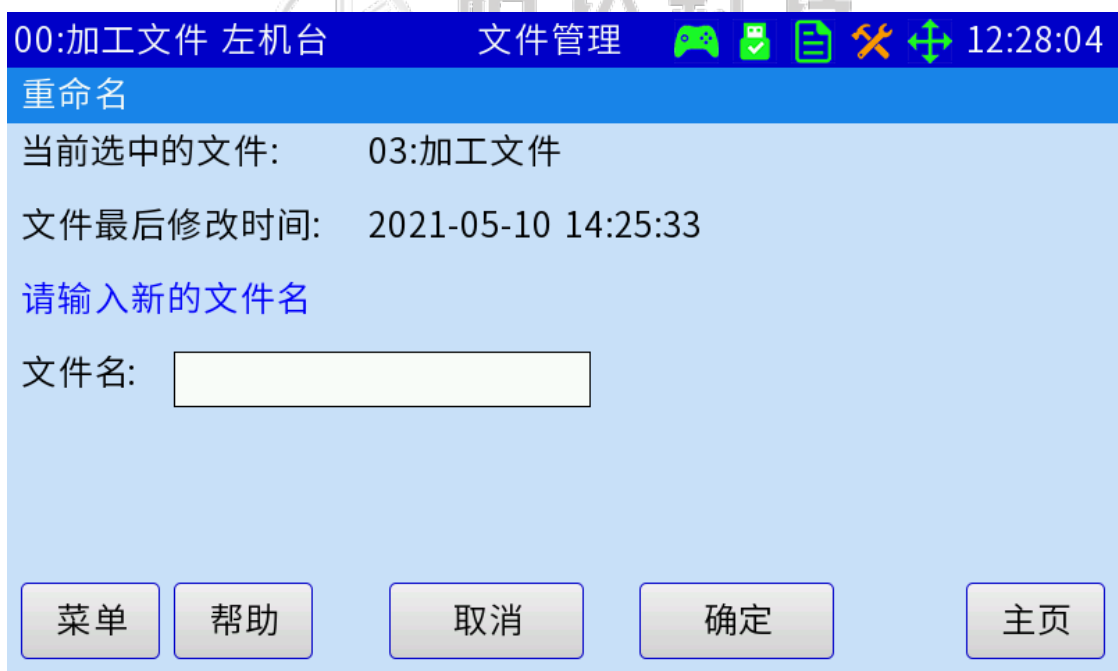 00:加工文件 左机台 文件管理 12:28:04
重命名
当前选中的文件: 03:加工文件
文件最后修改时间: 2021-05-10 14:25:33
请输入新的文件名
文件名:
菜单 帮助 取消 确定 主页